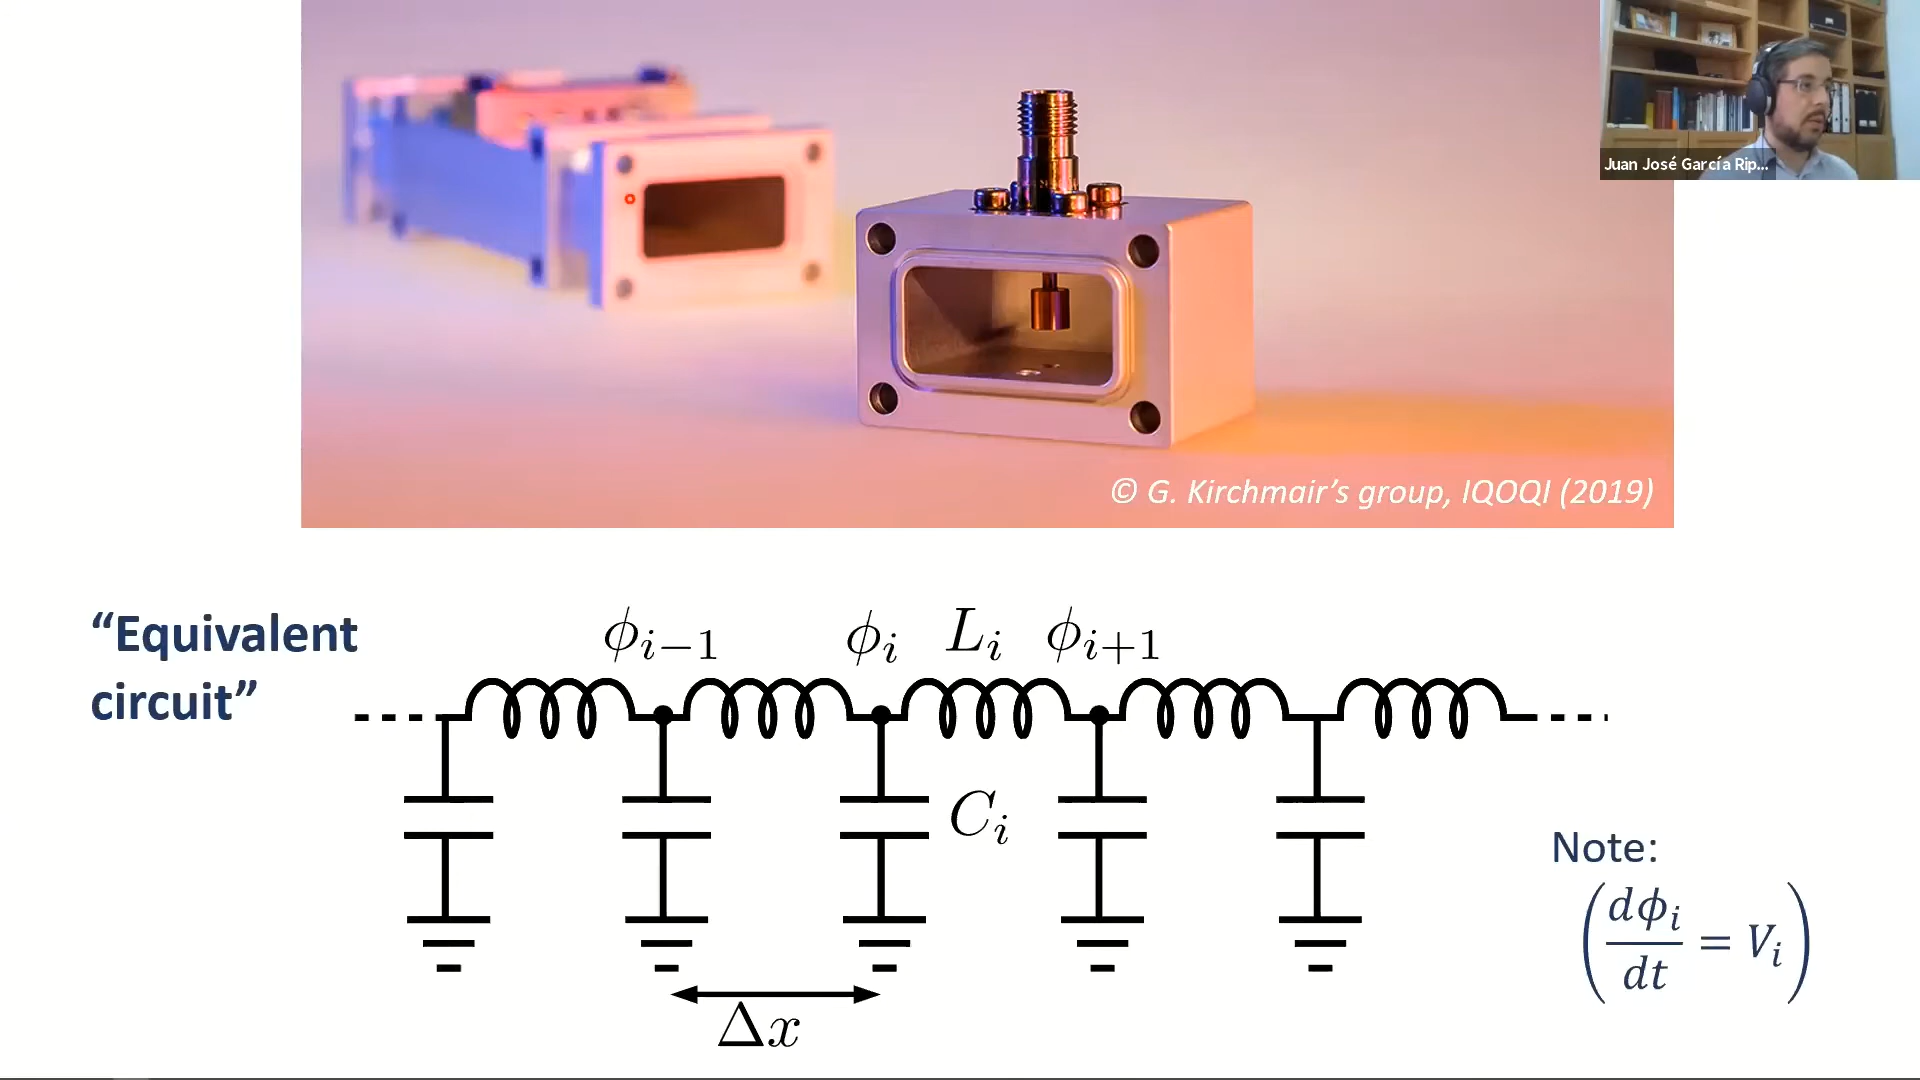 Juan José García Rip...
© G. Kirchmair’s group, IQOQI (2019)
“Equivalent
circuit”
ϕ_{i−1} ϕ_i L_i ϕ_{i+1}
C_i
Δx
Note:
(dϕ_i/dt = V_i)